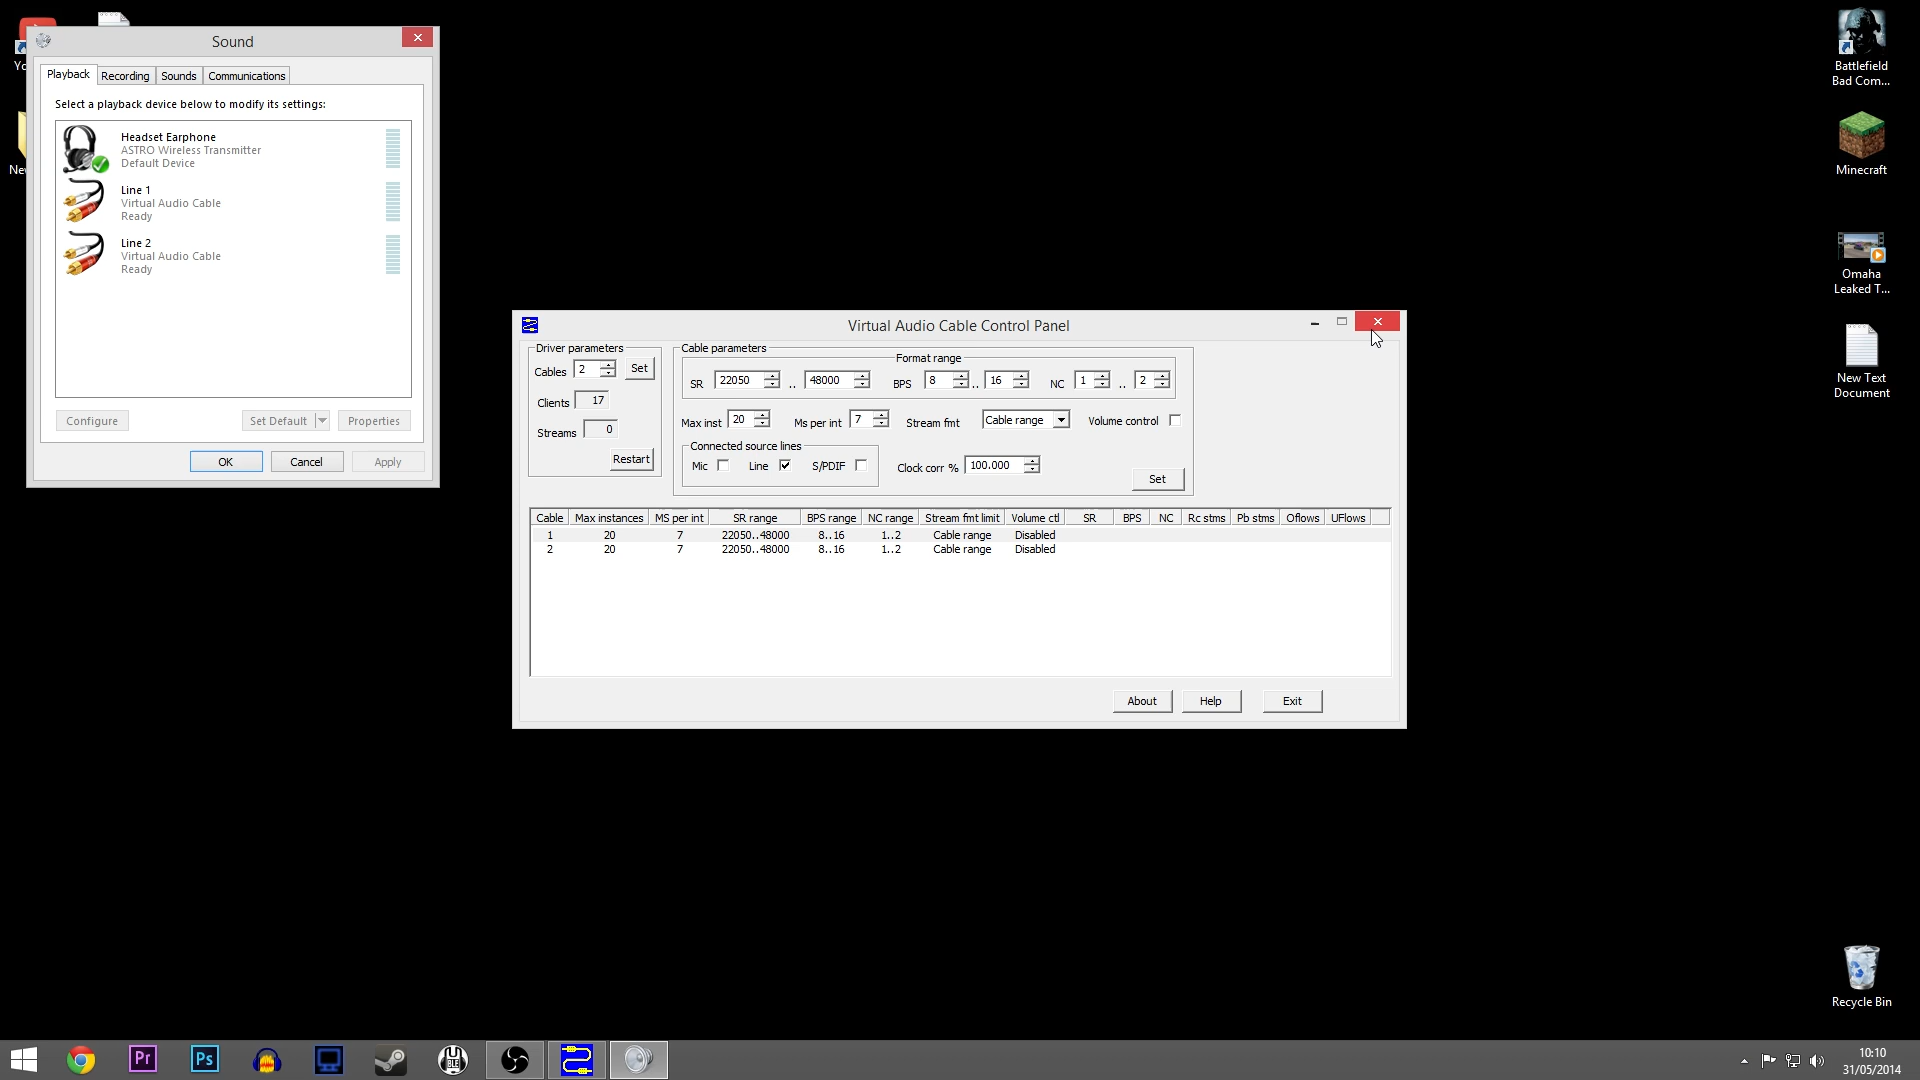 Yo
Ne
Sound
Playback
Recording
Sounds
Communications
Select a playback device below to modify its settings:
Headset Earphone
ASTRO Wireless Transmitter
Default Device
Line 1
Virtual Audio Cable
Ready
Line 2
Virtual Audio Cable
Ready
Configure
Set Default
Properties
OK
Cancel
Apply
Virtual Audio Cable Control Panel
Driver parameters
Cables 2 Set
Clients 17
Streams 0
Restart
Cable parameters
Format range
SR 22050 .. 48000 BPS 8 .. 16 NC 1 .. 2
Max inst 20 Ms per int 7 Stream fmt Cable range Volume control
Connected source lines
Mic Line S/PDIF
Clock corr % 100.000
Set
Cable Max instances MS per int SR range BPS range NC range Stream fmt limit Volume ctl SR BPS NC Rc stms Pb stms Oflows UFlows
1 20 7 22050..48000 8..16 1..2 Cable range Disabled
2 20 7 22050..48000 8..16 1..2 Cable range Disabled
About
Help
Exit
Battlefield
Bad Com...
Minecraft
Omaha
Leaked T...
New Text
Document
Recycle Bin
Pr
Ps
10:10
31/05/2014